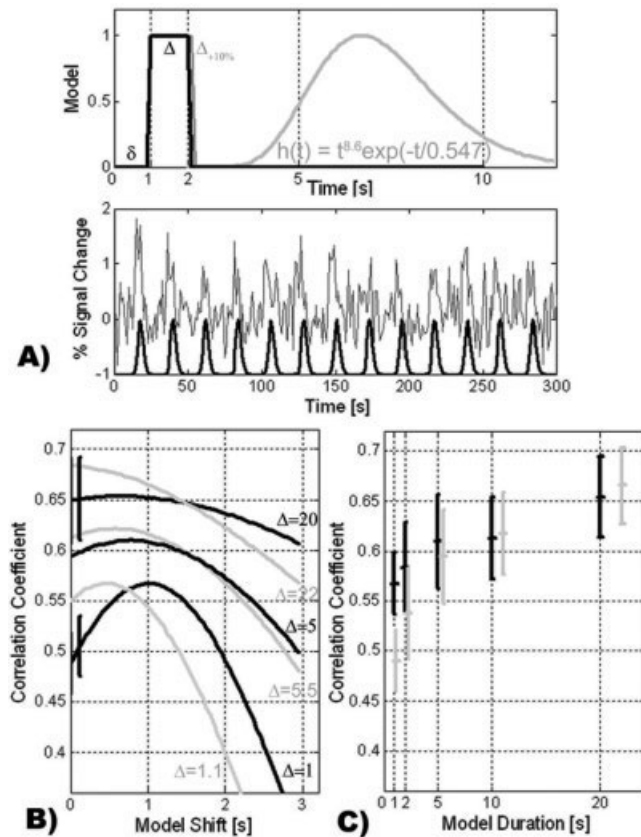 1
Δ
Δ+10%
Model
0.5
δ
h(t) = t^8.6exp(-t/0.547)
0
1
2
5
10
Time [s]
2
1
% Signal Change
0
-1
A)
0
50
100
150
200
250
300
Time [s]
0.7
0.65
0.6
0.55
0.5
0.45
0.4
Correlation Coefficient
Δ=20
Δ=22
Δ=5
Δ=5.5
Δ=1.1
Δ=1
0
1
2
3
B)
Model Shift [s]
0.7
0.65
0.6
0.55
0.5
0.45
0.4
Correlation Coefficient
0
1
2
5
10
15
20
C)
Model Duration [s]